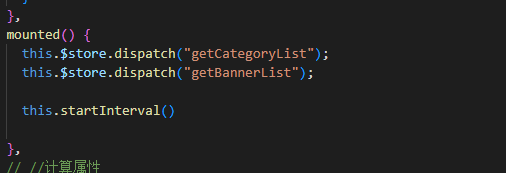 },
mounted() {
this.$store.dispatch("getCategoryList");
this.$store.dispatch("getBannerList");
this.startInterval()
},
// //计算属性